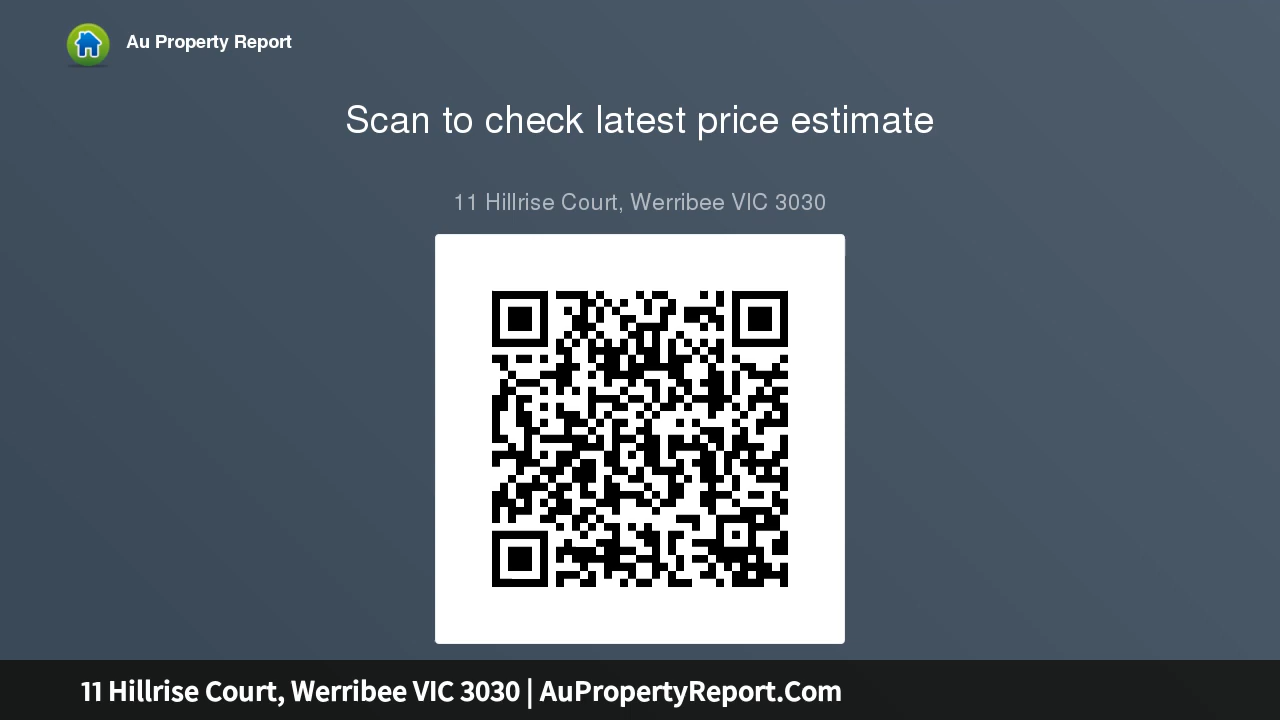 Au Property Report
Scan to check latest price estimate
11 Hillrise Court, Werribee VIC 3030
11 Hillrise Court, Werribee VIC 3030 | AuPropertyReport.Com